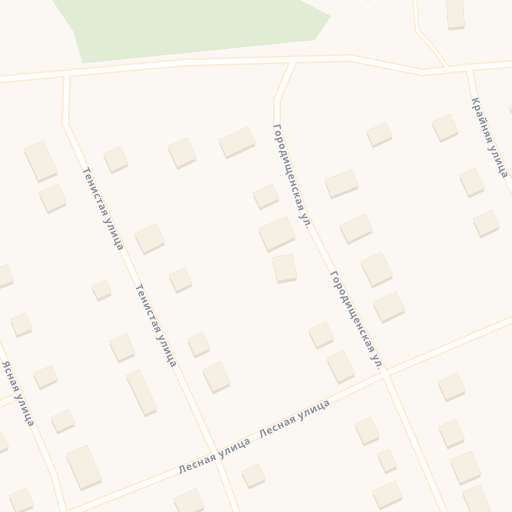 Крайняя улица
Городищенская ул.
Тенистая улица
Тенистая улица
Городищенская ул.
Ясная улица
Лесная улица
Лесная улица